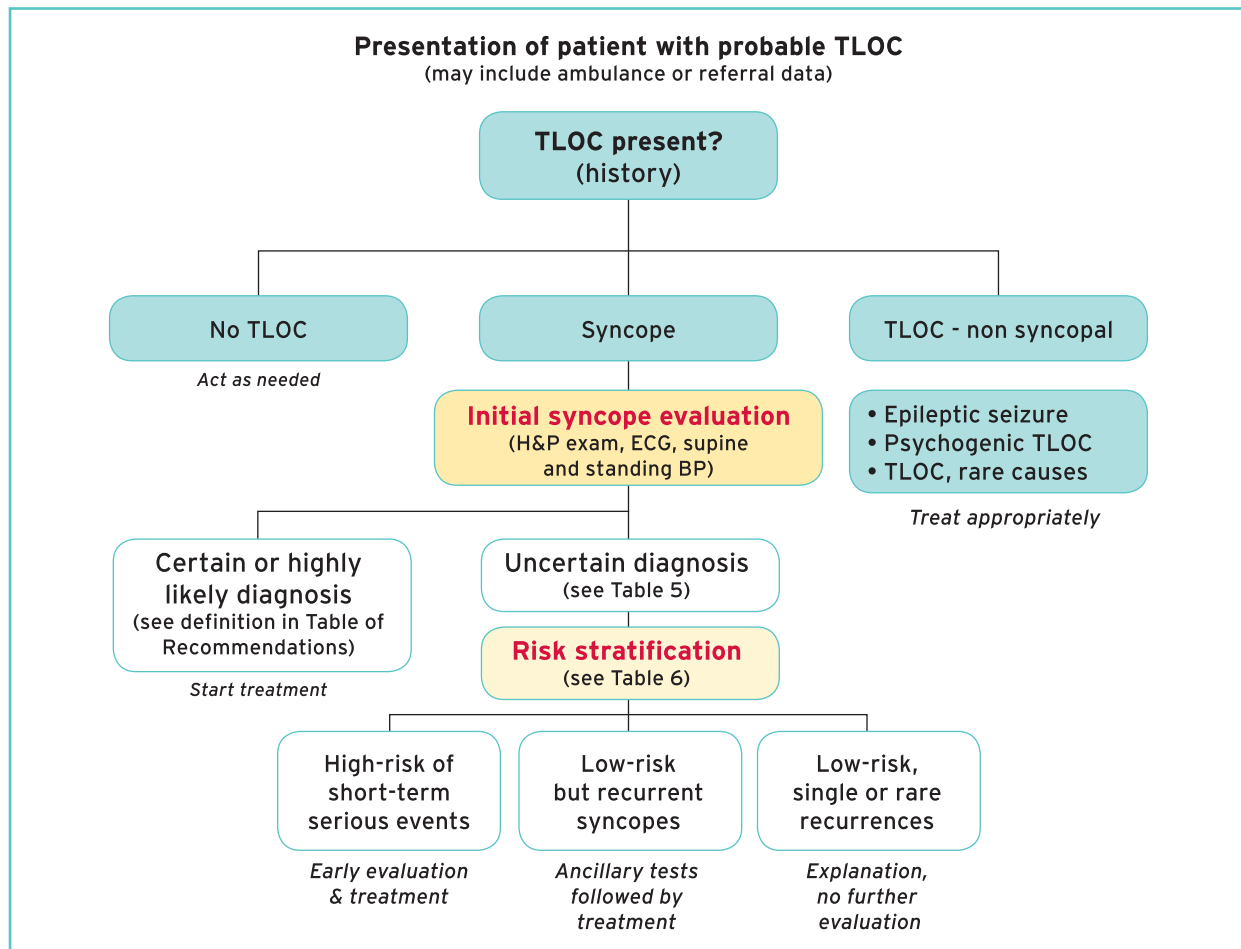 Presentation of patient with probable TLOC
(may include ambulance or referral data)
TLOC present?
(history)
No TLOC
Act as needed
Syncope
TLOC - non syncopal
Initial syncope evaluation
(H&P exam, ECG, supine
and standing BP)
• Epileptic seizure
• Psychogenic TLOC
• TLOC, rare causes
Treat appropriately
Certain or highly
likely diagnosis
(see definition in Table of
Recommendations)
Start treatment
Uncertain diagnosis
(see Table 5)
Risk stratification
(see Table 6)
High-risk of
short-term
serious events
Early evaluation
& treatment
Low-risk
but recurrent
syncopes
Ancillary tests
followed by
treatment
Low-risk,
single or rare
recurrences
Explanation,
no further
evaluation